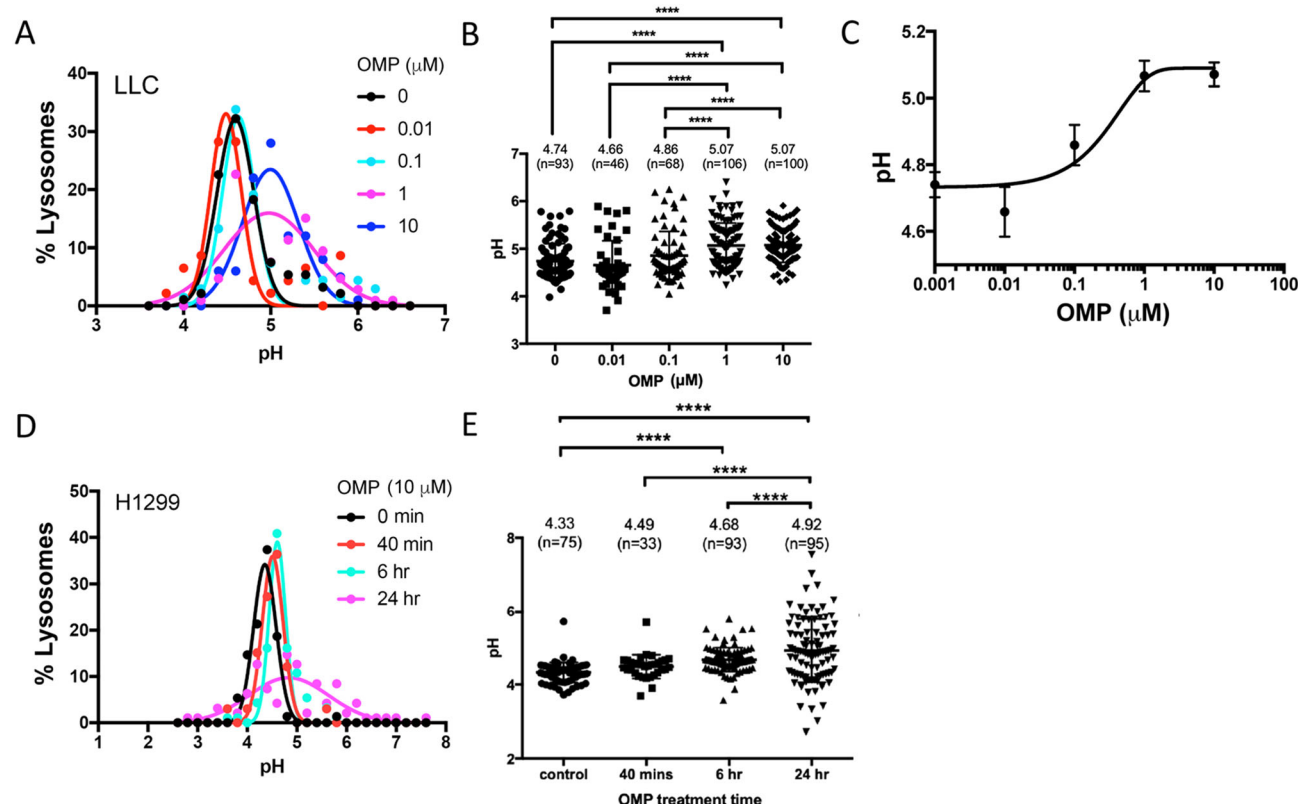 A
LLC
OMP (μM)
0
0.01
0.1
1
10
% Lysosomes
40
30
20
10
0
3 4 5 6 7
pH
B
****
****
****
****
****
****
4.74 4.66 4.86 5.07 5.07
(n=93) (n=46) (n=68) (n=106) (n=100)
pH
7
6
5
4
3
0 0.01 0.1 1 10
OMP (μM)
C
pH
5.2
5.0
4.8
4.6
0.001 0.01 0.1 1 10 100
OMP (μM)
D
H1299
OMP (10 μM)
0 min
40 min
6 hr
24 hr
% Lysosomes
50
40
30
20
10
0
1 2 3 4 5 6 7 8
pH
E
****
****
****
****
4.33 4.49 4.68 4.92
(n=75) (n=33) (n=93) (n=95)
pH
8
6
4
2
control 40 mins 6 hr 24 hr
OMP treatment time